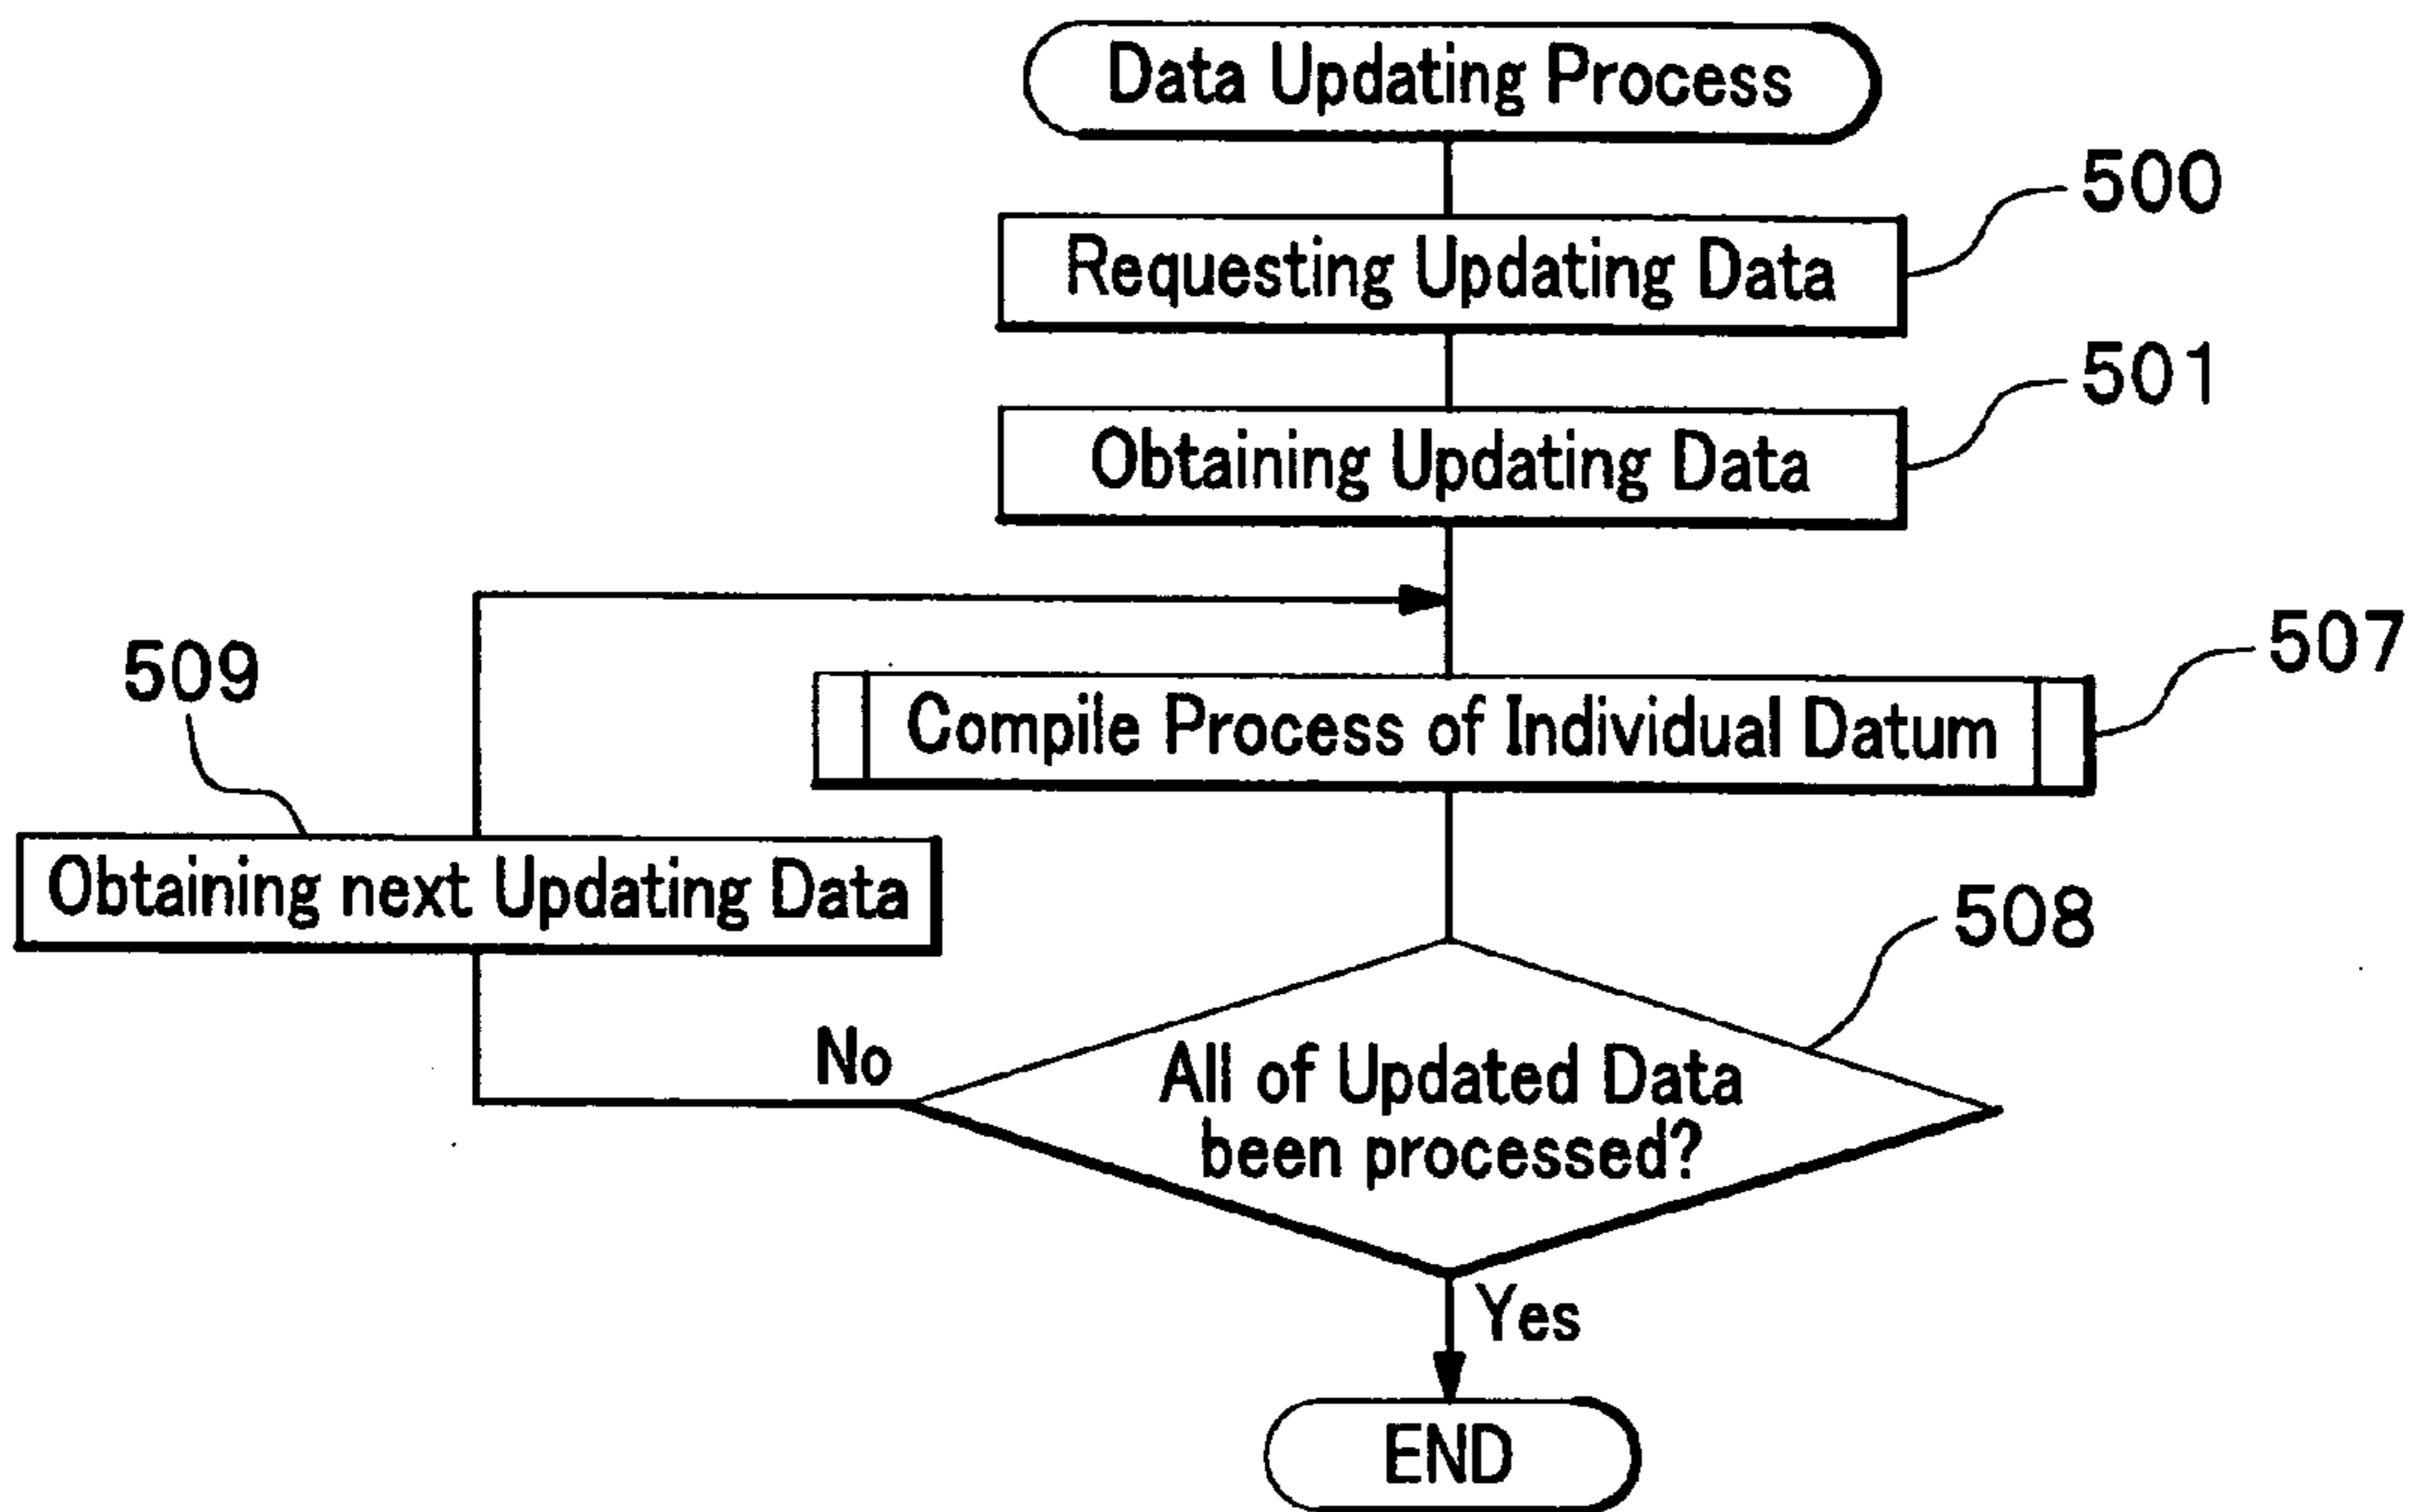 Data Updating Process
500
Requesting Updating Data
501
Obtaining Updating Data
507
Compile Process of Individual Datum
509
Obtaining next Updating Data
508
No
All of Updated Data
been processed?
Yes
END